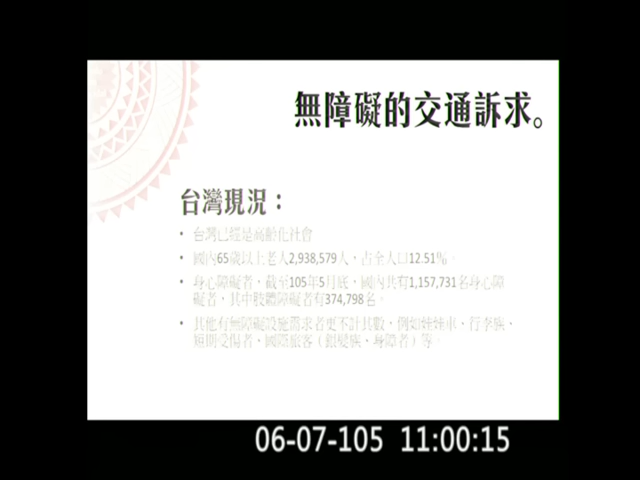 無障礙的交通訴求。
台灣現況：
• 台灣已經是高齡化社會
• 國內65歲以上老人2,938,579人，占全人口12.51%。
• 身心障礙者，截至105年5月底，國內共有1,157,731名身心障
礙者，其中肢體障礙者有374,798名。
• 其他有無障礙設施需求者更不計其數，例如娃娃車、行李族、
短期受傷者、國際旅客（銀髮族、身障者）等。
06-07-105 11:00:15